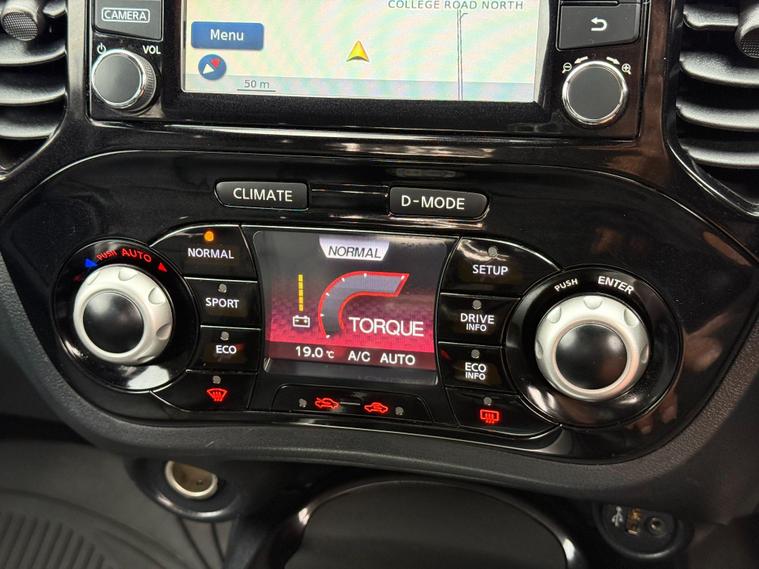 COLLEGE ROAD NORTH
CAMERA
Menu
VOL
50 m
CLIMATE
D-MODE
PUSH AUTO
NORMAL
NORMAL
SETUP
PUSH ENTER
SPORT
DRIVE
INFO
TORQUE
ECO
ECO
INFO
19.0 °C A/C AUTO